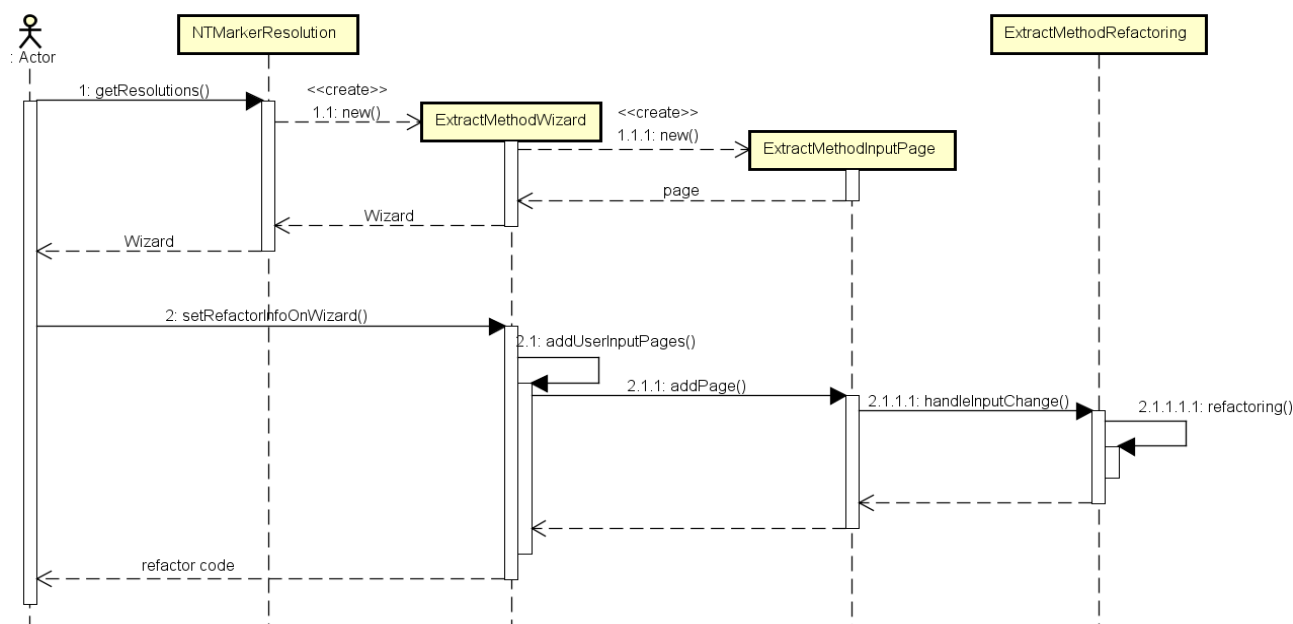 NTMarkerResolution
ExtractMethodRefactoring
: Actor
1: getResolutions()
<<create>>
1.1: new()
ExtractMethodWizard
<<create>>
1.1.1: new()
ExtractMethodInputPage
page
Wizard
Wizard
2: setRefactorInfoOnWizard()
2.1: addUserInputPages()
2.1.1: addPage()
2.1.1.1: handleInputChange()
2.1.1.1.1: refactoring()
refactor code